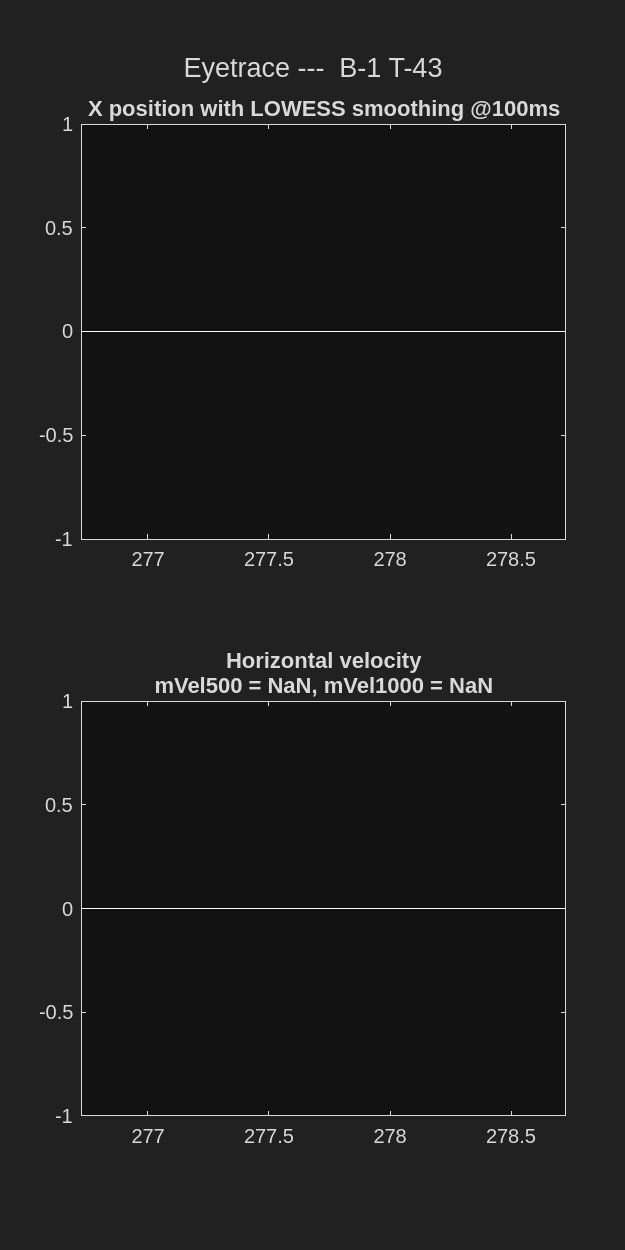 Eyetrace ---  B-1 T-43
X position with LOWESS smoothing @100ms
1
0.5
0
-0.5
-1
277 277.5 278 278.5
Horizontal velocity
mVel500 = NaN, mVel1000 = NaN
1
0.5
0
-0.5
-1
277 277.5 278 278.5